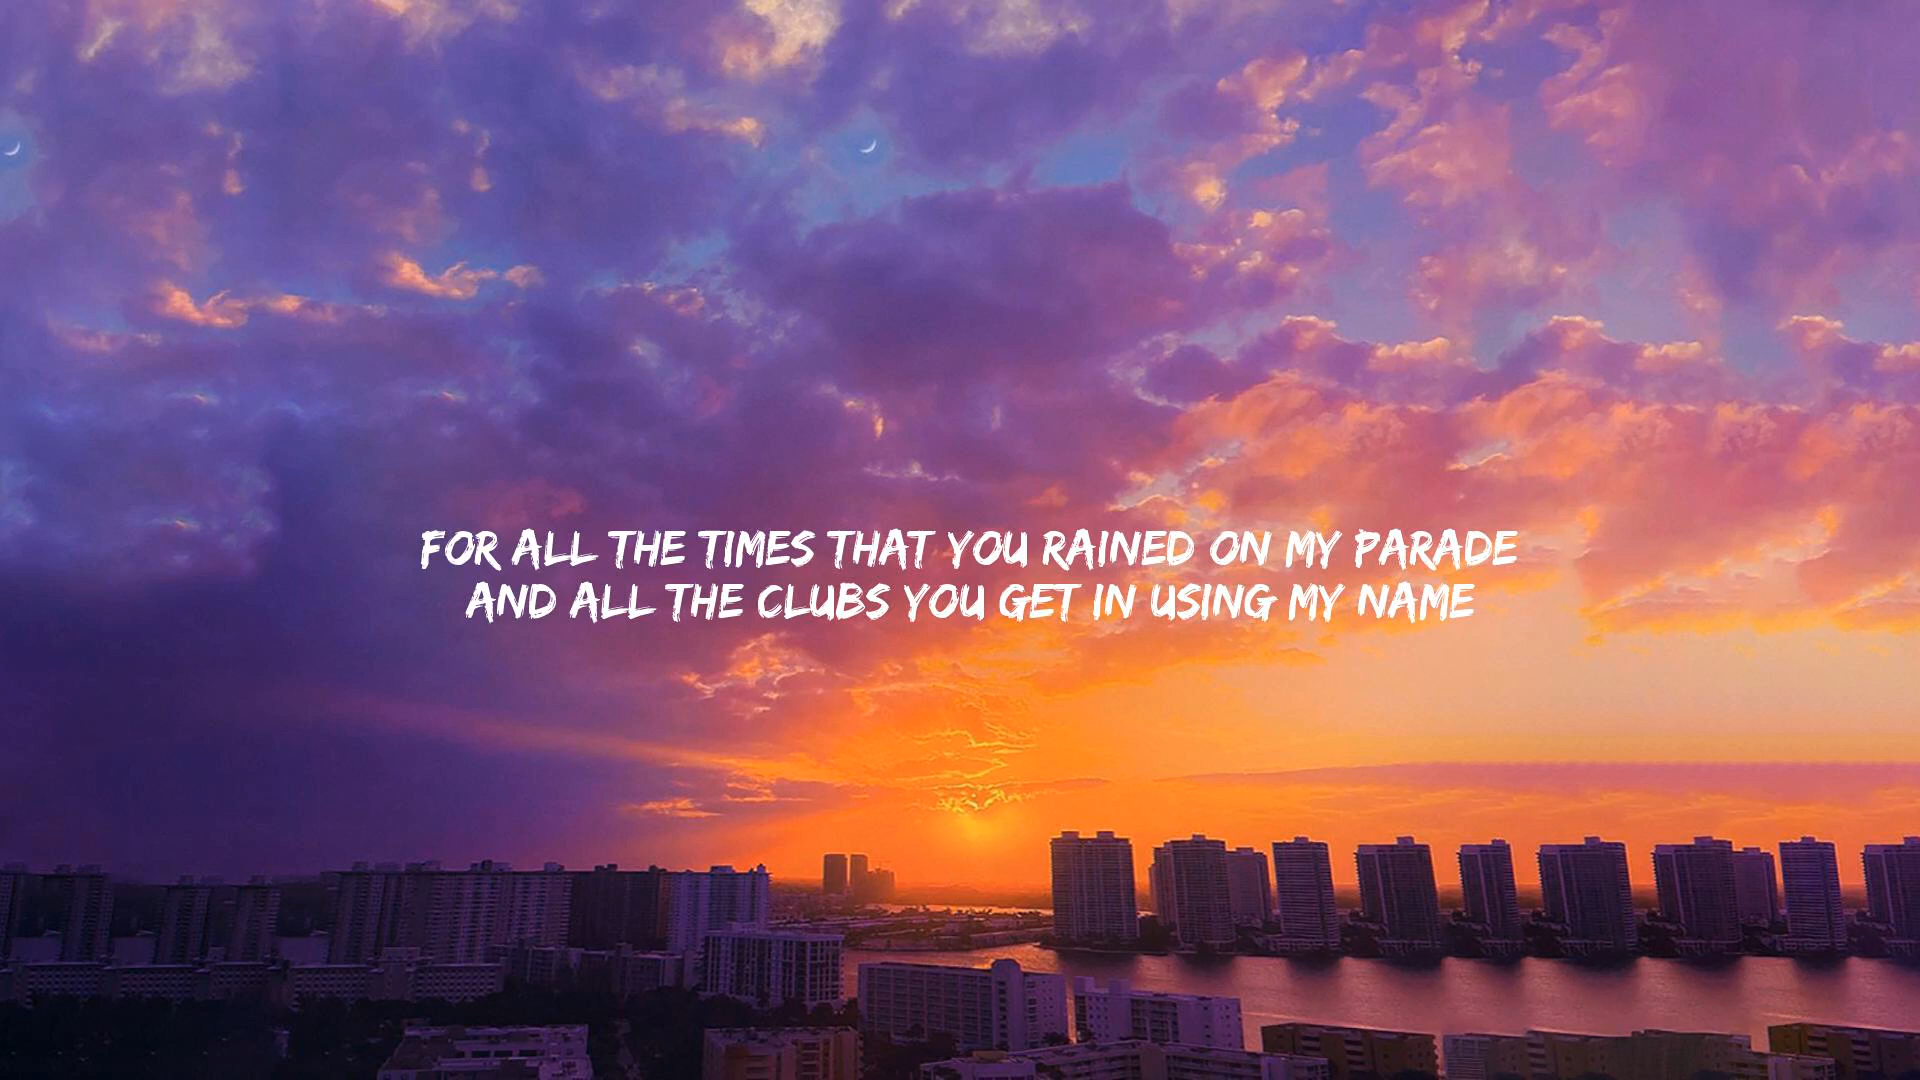 FOR ALL THE TIMES THAT YOU RAINED ON MY PARADE
AND ALL THE CLUBS YOU GET IN USING MY NAME